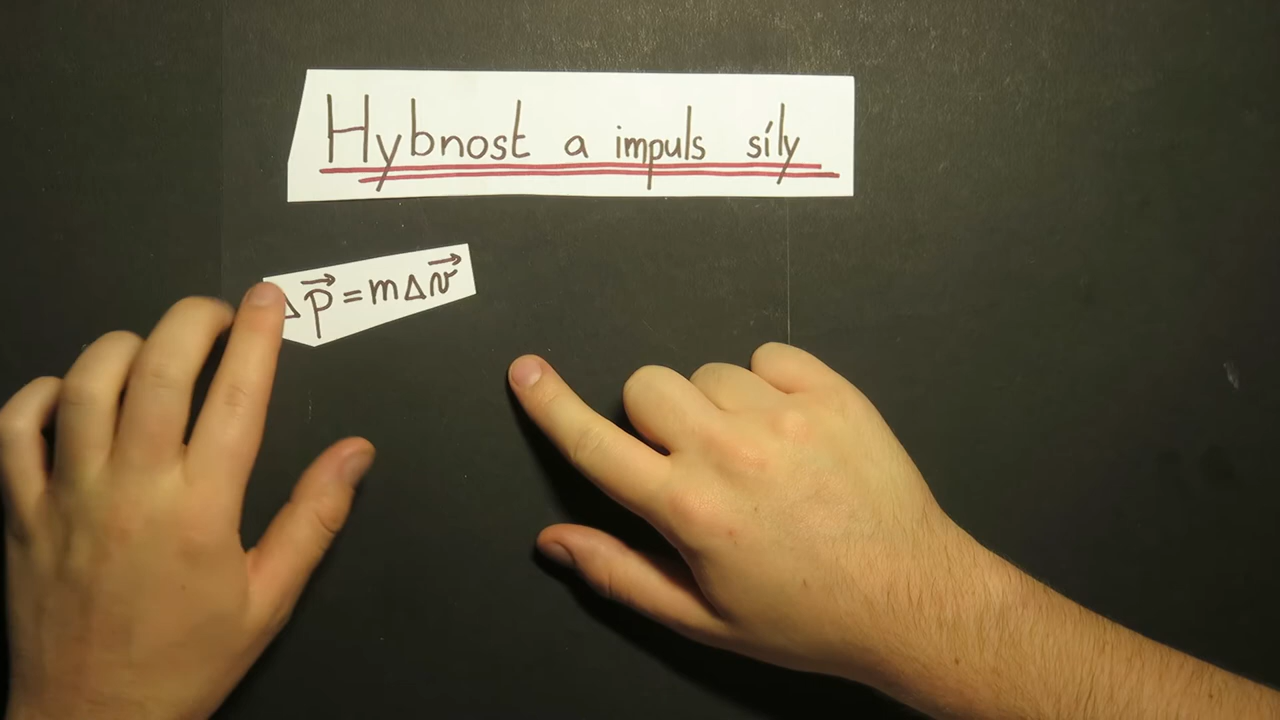 Hybnost a impuls síly
Δp⃗ = mΔv⃗